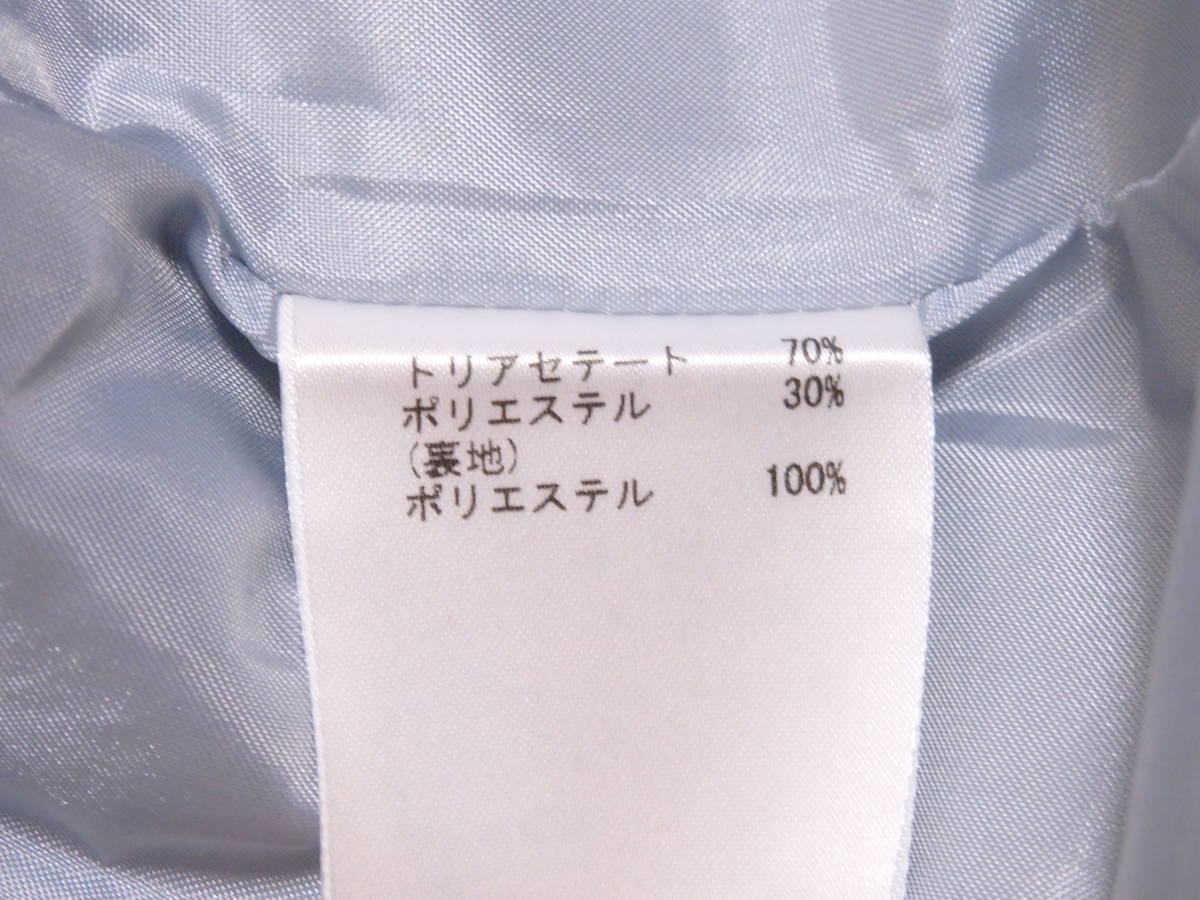 トリアセテート 70%
ポリエステル 30%
(裏地)
ポリエステル 100%